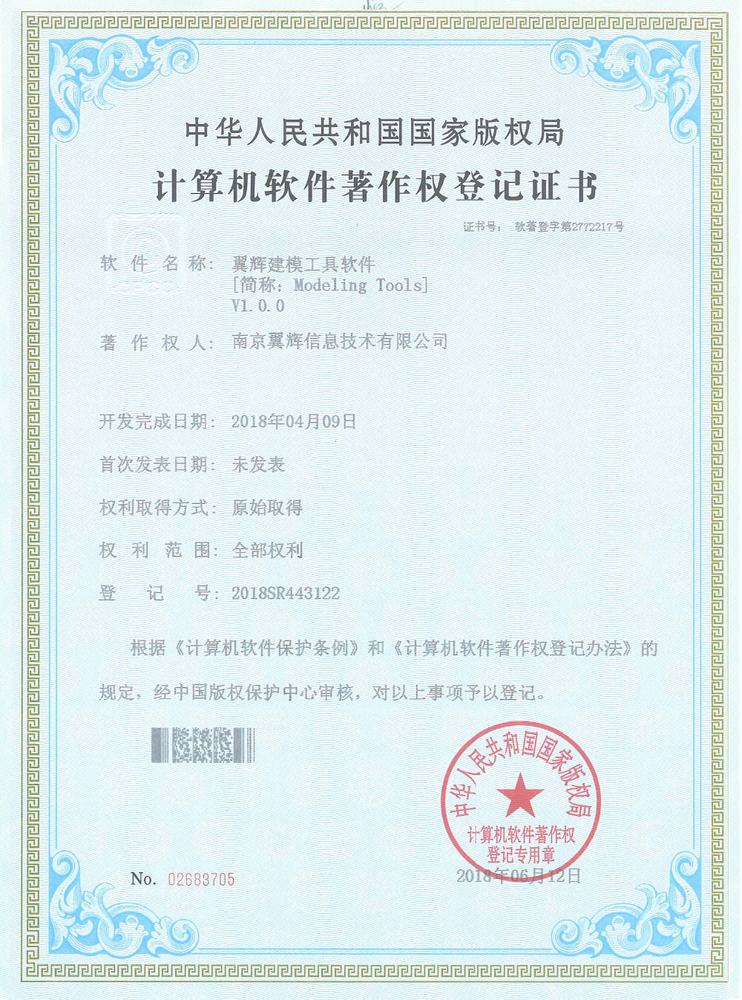 中华人民共和国国家版权局
计算机软件著作权登记证书
证书号： 软著登字第2772217号
软件名称： 翼辉建模工具软件
[简称：Modeling Tools]
V1.0.0
著作权人： 南京翼辉信息技术有限公司
开发完成日期： 2018年04月09日
首次发表日期： 未发表
权利取得方式： 原始取得
权利范围： 全部权利
登记号： 2018SR443122
根据《计算机软件保护条例》和《计算机软件著作权登记办法》的
规定，经中国版权保护中心审核，对以上事项予以登记。
中华人民共和国国家版权局
计算机软件著作权
登记专用章
2018年06月12日
No. 02683705